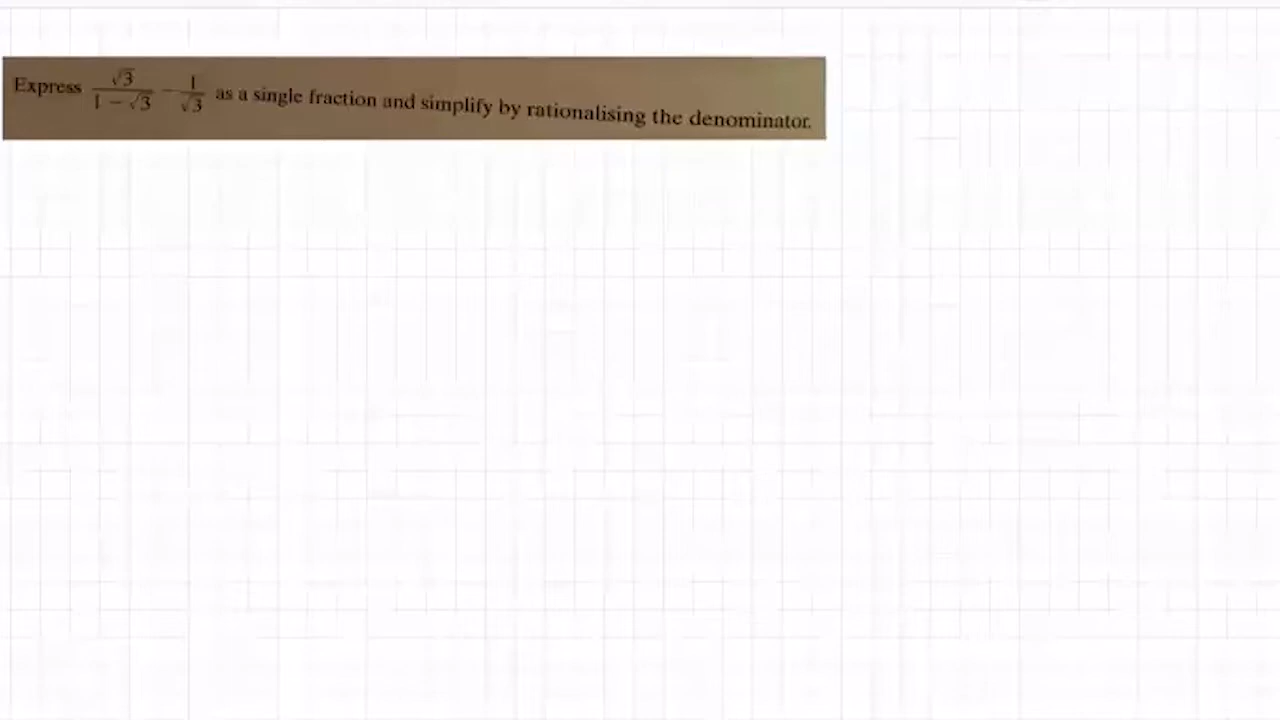 Express √3/(1 − √3) − 1/√3 as a single fraction and simplify by rationalising the denominator.